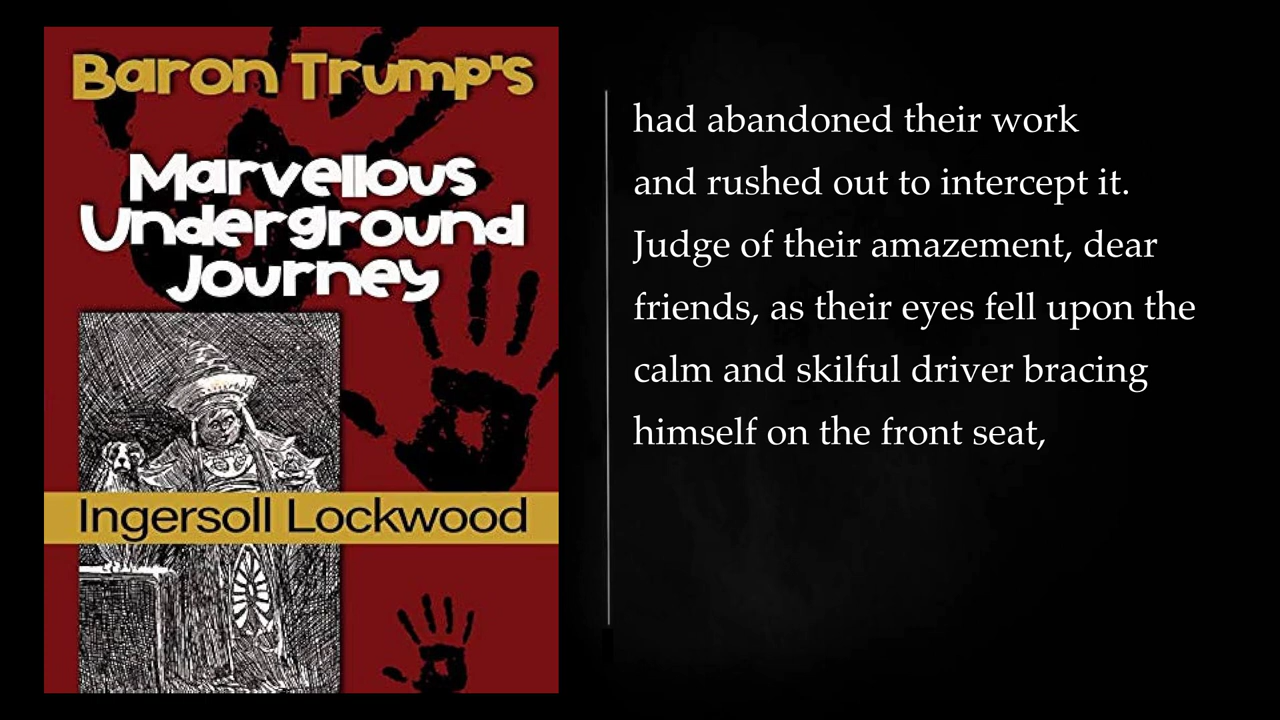 Baron Trump's
Marvellous
Underground
Journey
Ingersoll Lockwood
had abandoned their work
and rushed out to intercept it.
Judge of their amazement, dear
friends, as their eyes fell upon the
calm and skilful driver bracing
himself on the front seat,